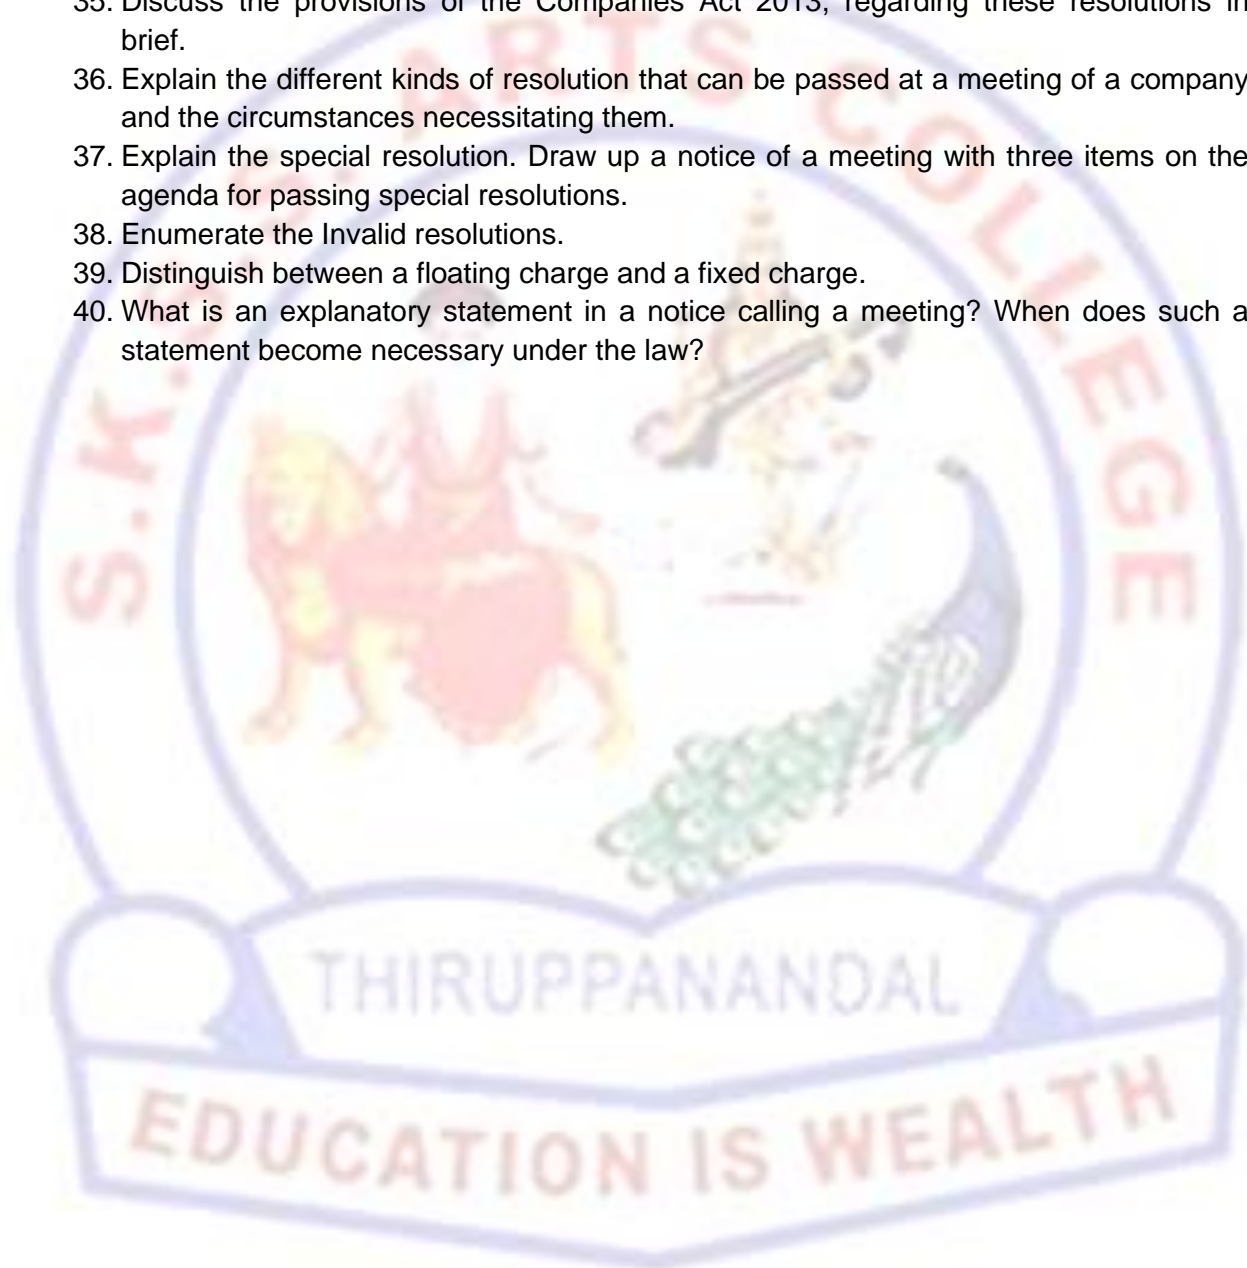 35. Discuss the provisions of the Companies Act 2013, regarding these resolutions in
brief.
36. Explain the different kinds of resolution that can be passed at a meeting of a company
and the circumstances necessitating them.
37. Explain the special resolution. Draw up a notice of a meeting with three items on the
agenda for passing special resolutions.
38. Enumerate the Invalid resolutions.
39. Distinguish between a floating charge and a fixed charge.
40. What is an explanatory statement in a notice calling a meeting? When does such a
statement become necessary under the law?
ARTS COLLEGE
THIRUPPANANDAL
EDUCATION IS WEALTH